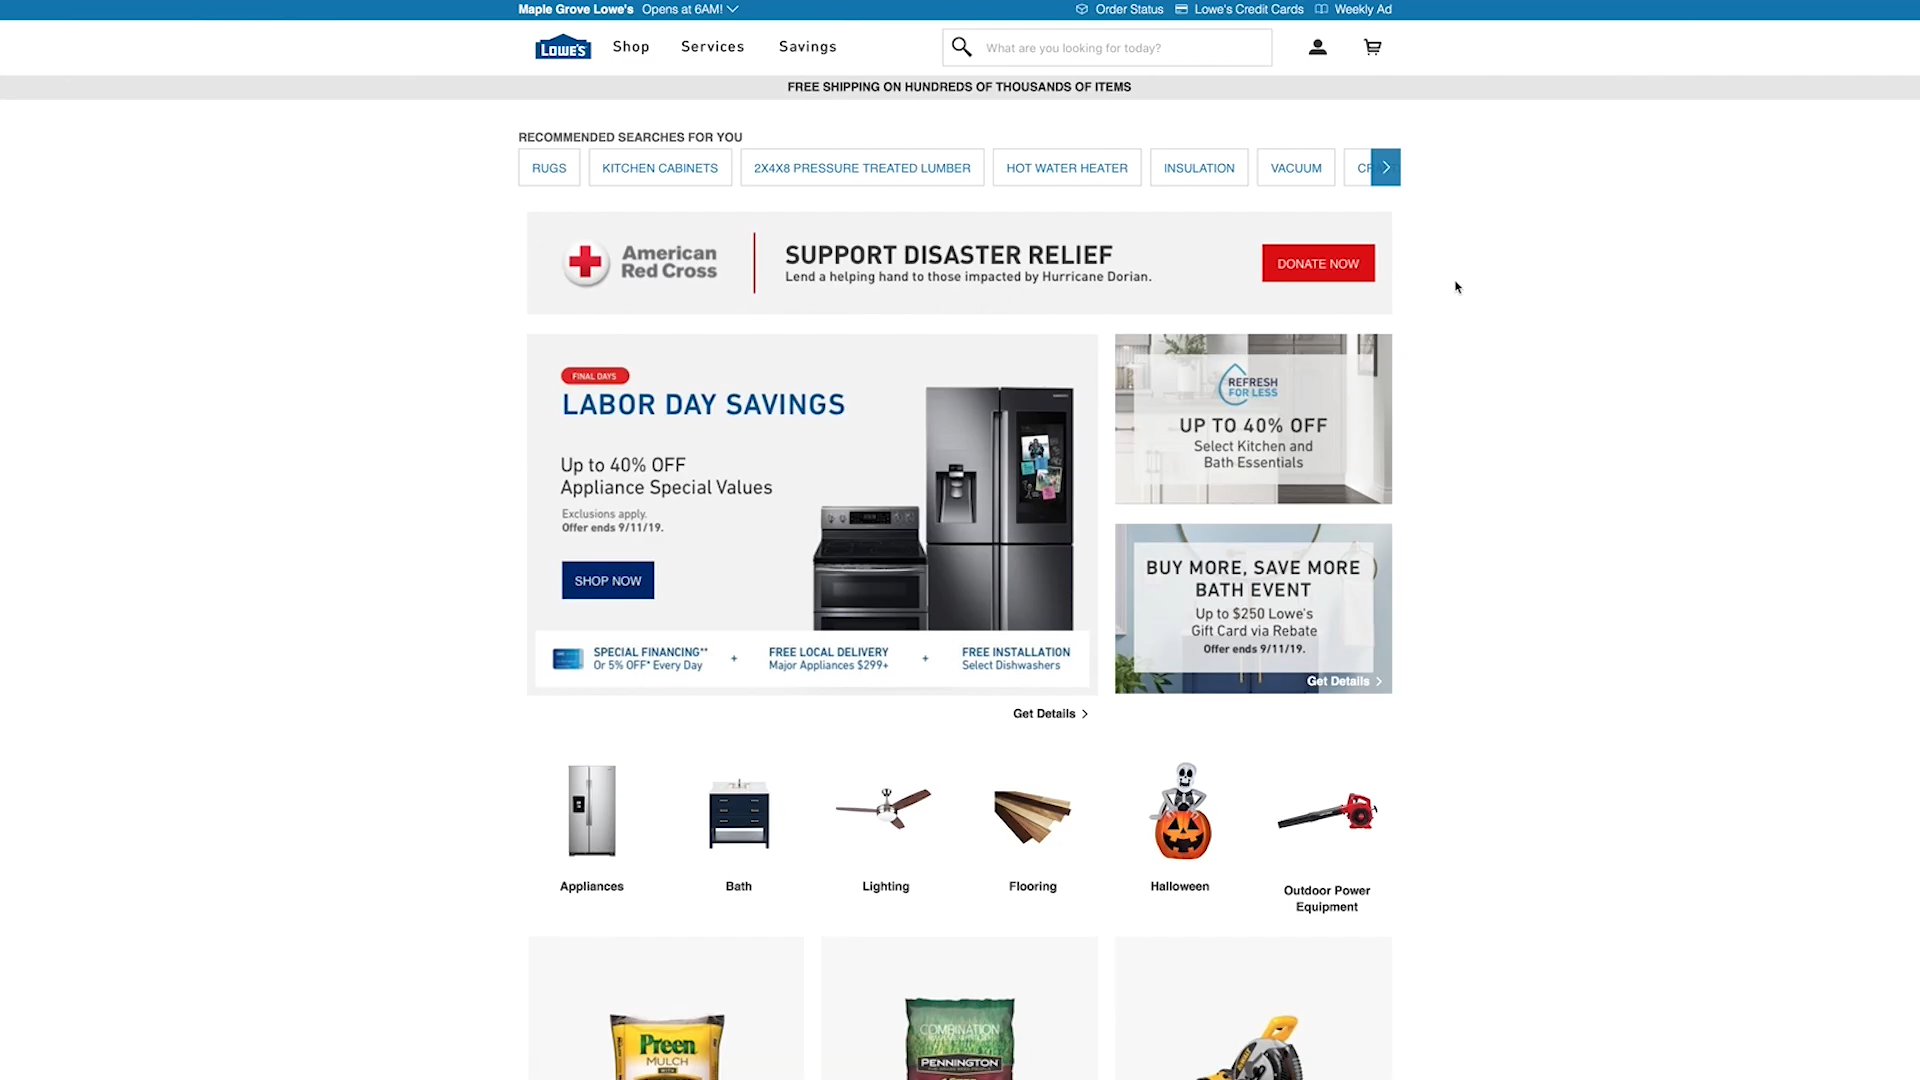 Maple Grove Lowe's Opens at 6AM!
Order Status Lowe's Credit Cards Weekly Ad
LOWE'S Shop Services Savings
What are you looking for today?
FREE SHIPPING ON HUNDREDS OF THOUSANDS OF ITEMS
RECOMMENDED SEARCHES FOR YOU
RUGS KITCHEN CABINETS 2X4X8 PRESSURE TREATED LUMBER HOT WATER HEATER INSULATION VACUUM
American
Red Cross
SUPPORT DISASTER RELIEF
Lend a helping hand to those impacted by Hurricane Dorian.
DONATE NOW
FINAL DAYS
LABOR DAY SAVINGS
Up to 40% OFF
Appliance Special Values
Exclusions apply.
Offer ends 9/11/19.
SHOP NOW
SPECIAL FINANCING**
Or 5% OFF* Every Day
+
FREE LOCAL DELIVERY
Major Appliances $299+
+
FREE INSTALLATION
Select Dishwashers
Get Details
REFRESH
FOR LESS
UP TO 40% OFF
Select Kitchen and
Bath Essentials
BUY MORE, SAVE MORE
BATH EVENT
Up to $250 Lowe's
Gift Card via Rebate
Offer ends 9/11/19.
Get Details
Appliances
Bath
Lighting
Flooring
Halloween
Outdoor Power
Equipment
Preen
MULCH
WITH
COMBINATION
PENNINGTON